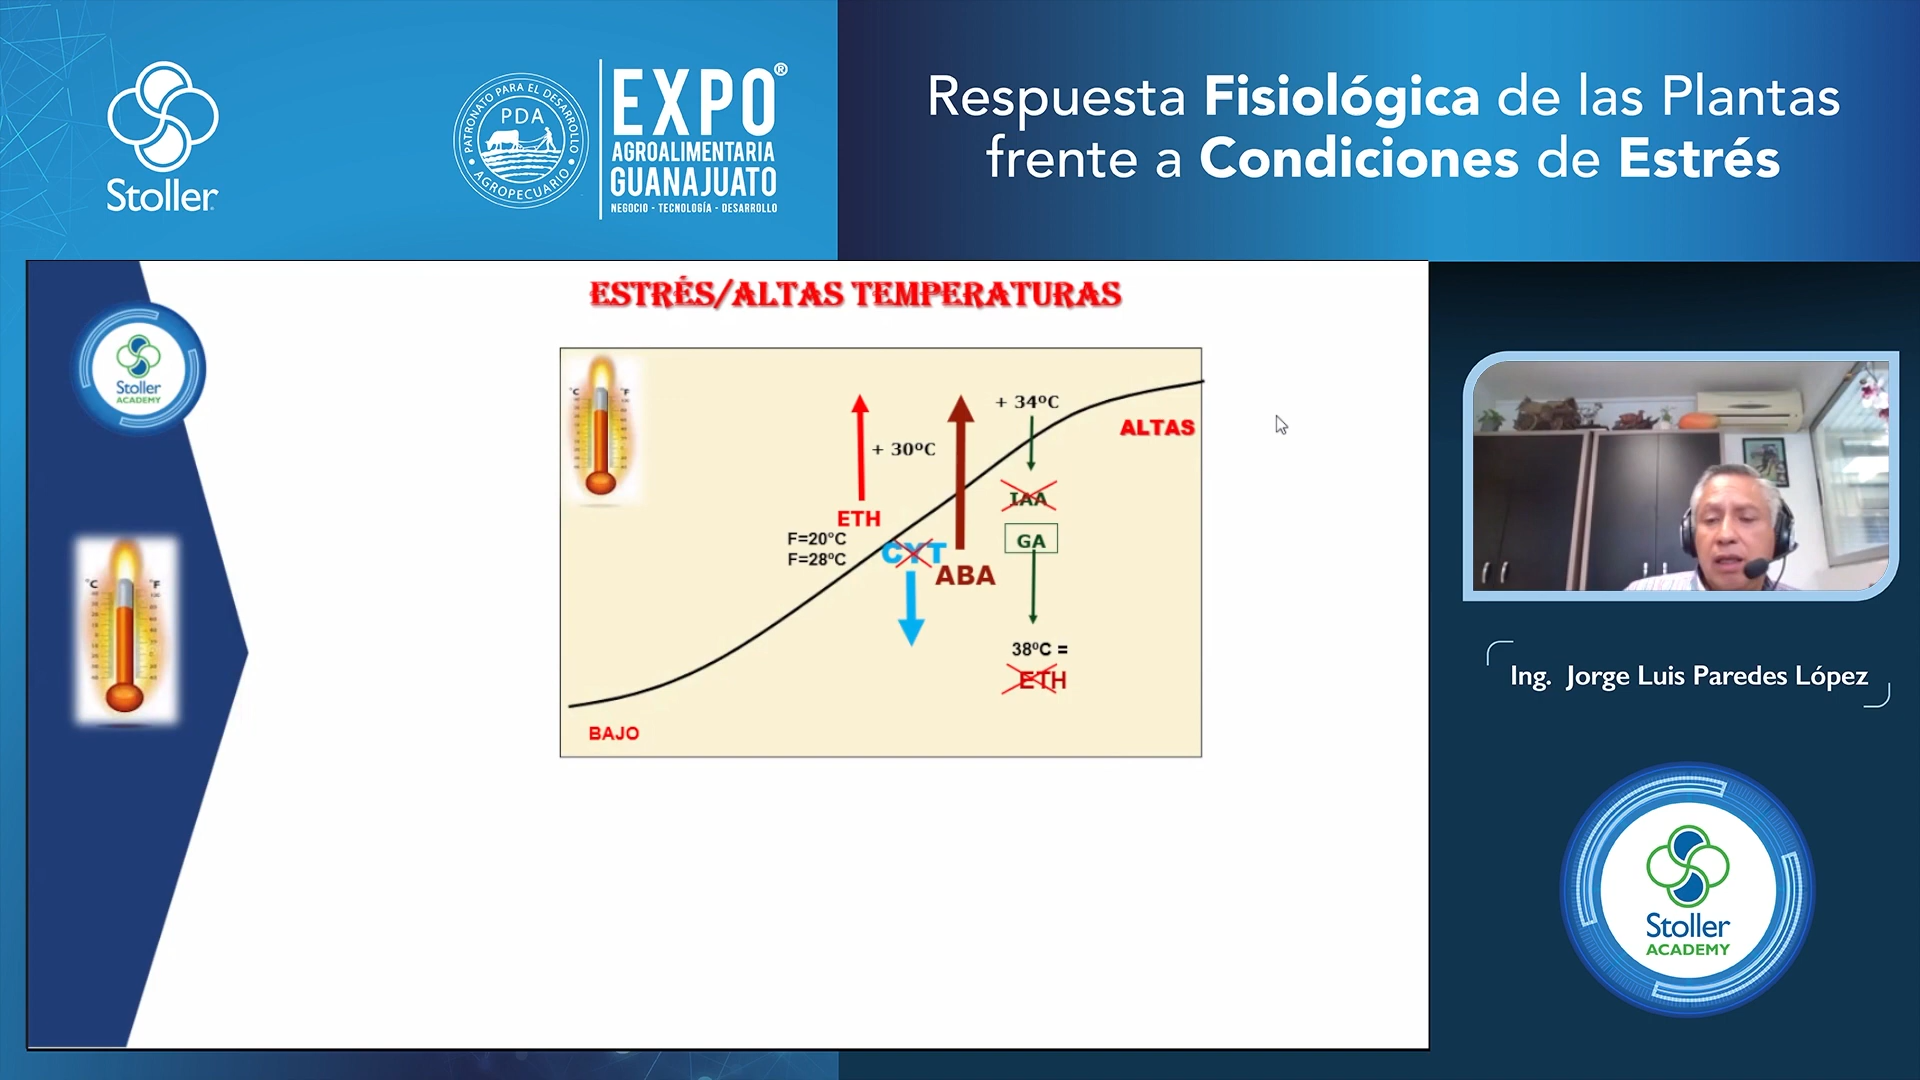 Stoller
PATRONATO PARA EL DESARROLLO
PDA
AGROPECUARIO
EXPO®
AGROALIMENTARIA
GUANAJUATO
NEGOCIO - TECNOLOGÍA - DESARROLLO
Respuesta Fisiológica de las Plantas
frente a Condiciones de Estrés
ESTRÉS/ALTAS TEMPERATURAS
Stoller
ACADEMY
°C °F
°C °F
+ 34ºC
ALTAS
+ 30ºC
IAA
ETH
F=20°C
F=28ºC
CYT
GA
ABA
38ºC =
ETH
BAJO
Ing. Jorge Luis Paredes López
Stoller
ACADEMY